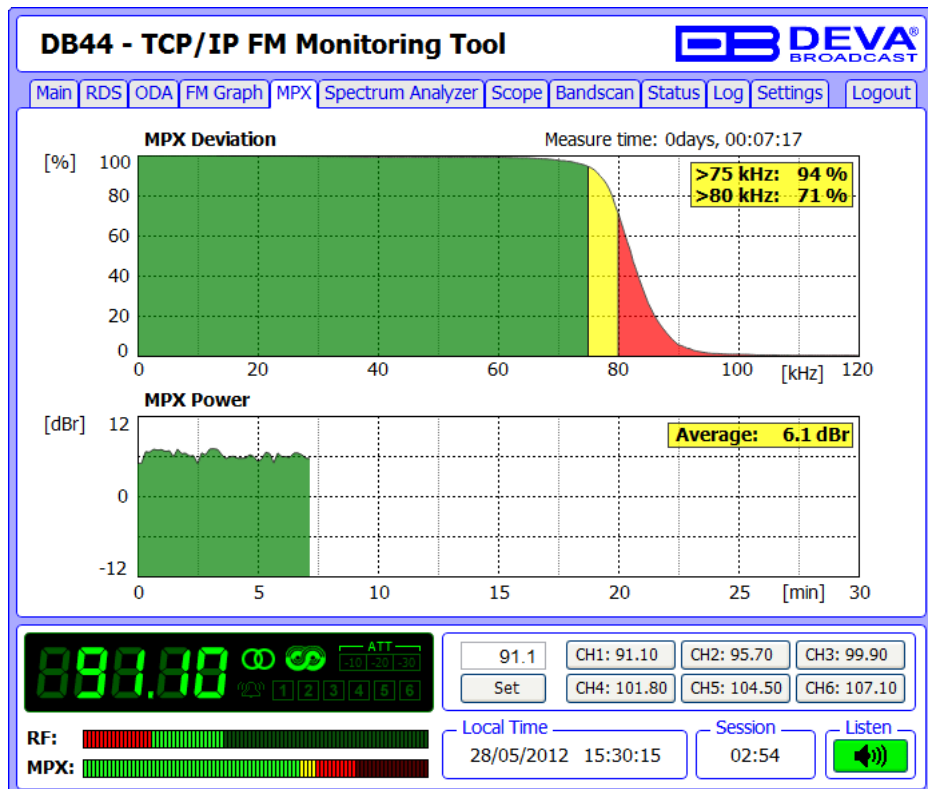 DB44 - TCP/IP FM Monitoring Tool
DEVA®
BROADCAST
Main RDS ODA FM Graph MPX Spectrum Analyzer Scope Bandscan Status Log Settings Logout
MPX Deviation
Measure time: 0days, 00:07:17
[%]
100
80
60
40
20
0
>75 kHz: 94 %
>80 kHz: 71 %
0 20 40 60 80 100 [kHz] 120
MPX Power
[dBr]
12
0
-12
Average: 6.1 dBr
0 5 10 15 20 25 [min] 30
91.10
ATT
-10 -20 -30
1 2 3 4 5 6
91.1
Set
CH1: 91.10 CH2: 95.70 CH3: 99.90
CH4: 101.80 CH5: 104.50 CH6: 107.10
RF:
MPX:
Local Time
28/05/2012 15:30:15
Session
02:54
Listen